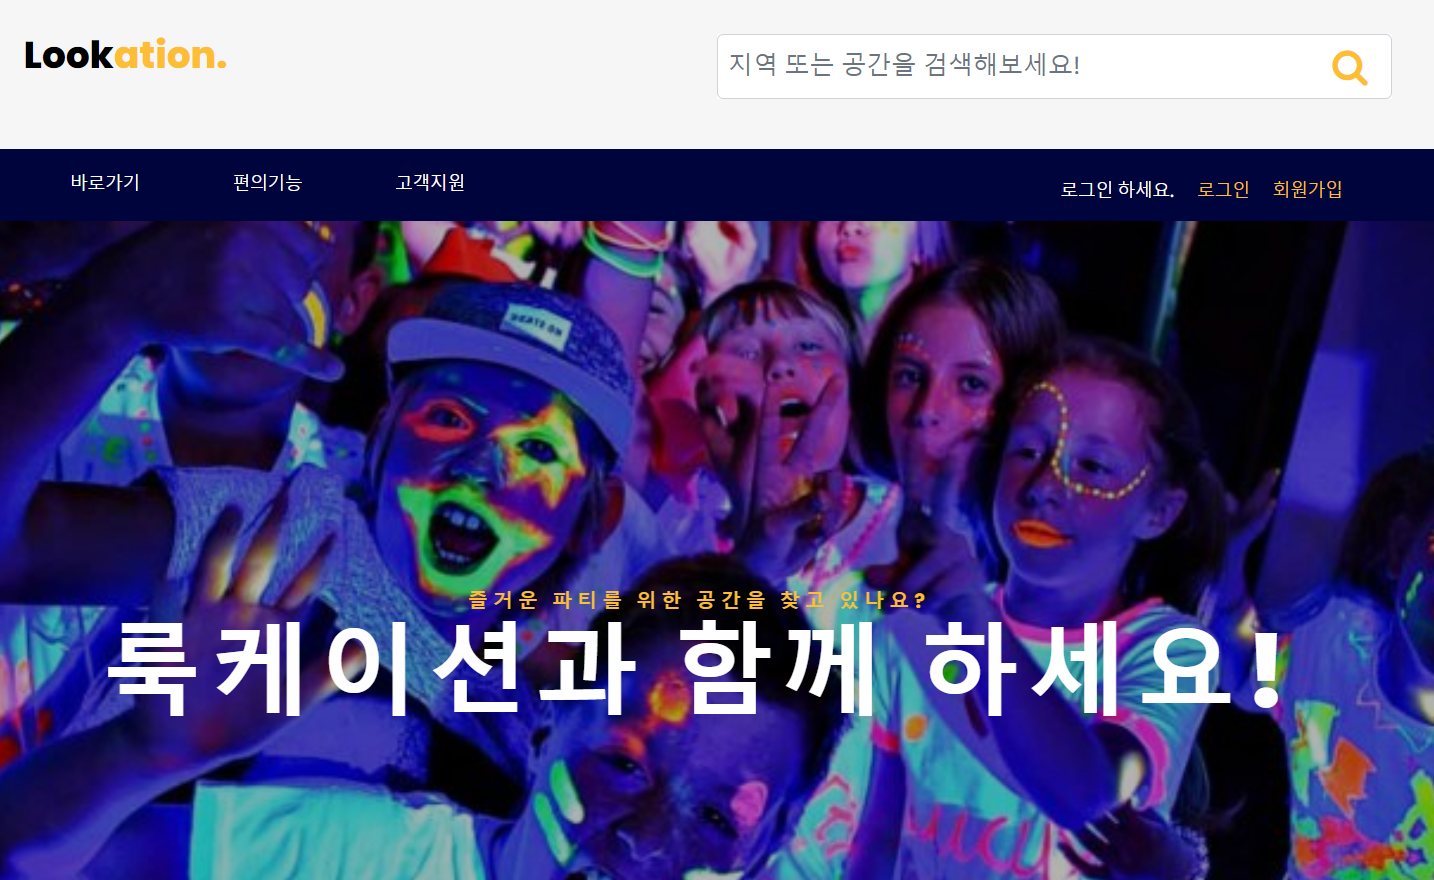 Lookation.
지역 또는 공간을 검색해보세요!
바로가기 편의기능 고객지원 로그인 하세요. 로그인 회원가입
BEATS ON
즐거운 파티를 위한 공간을 찾고 있나요?
룩케이션과 함께 하세요!